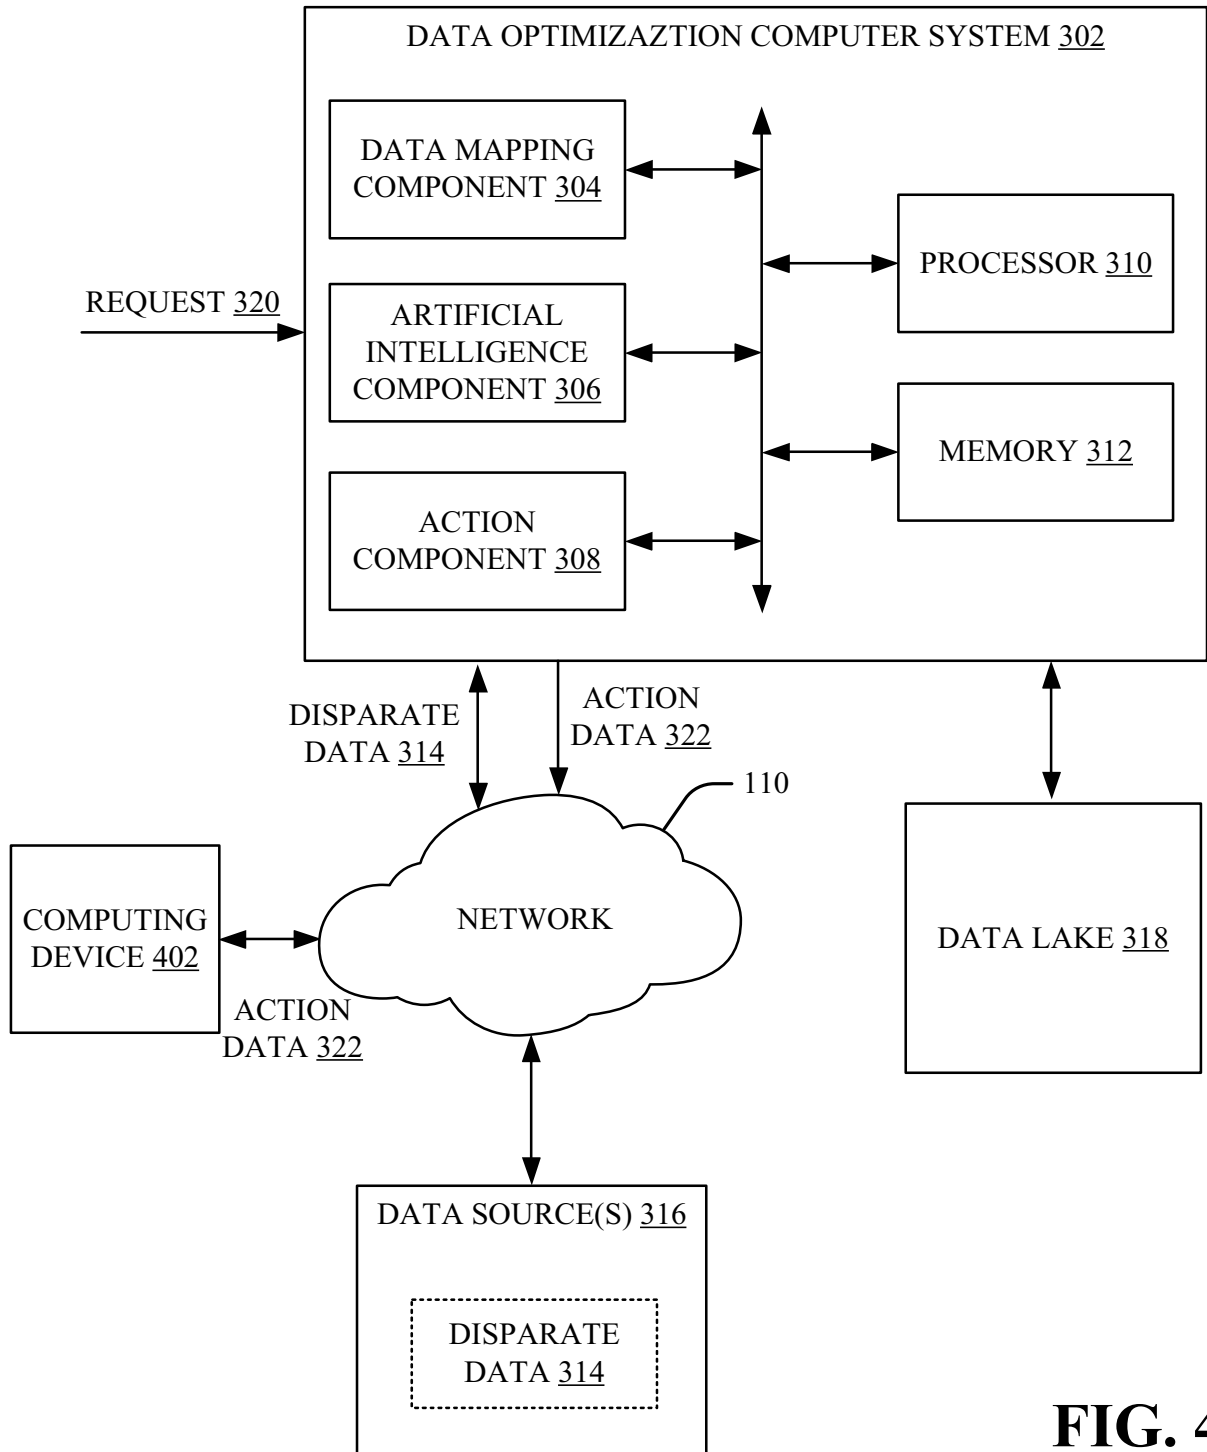 DATA OPTIMIZAZTION COMPUTER SYSTEM 302
DATA MAPPING
COMPONENT 304
PROCESSOR 310
REQUEST 320
ARTIFICIAL
INTELLIGENCE
COMPONENT 306
MEMORY 312
ACTION
COMPONENT 308
DISPARATE
DATA 314
ACTION
DATA 322
110
COMPUTING
DEVICE 402
NETWORK
DATA LAKE 318
ACTION
DATA 322
DATA SOURCE(S) 316
DISPARATE
DATA 314
FIG. 4